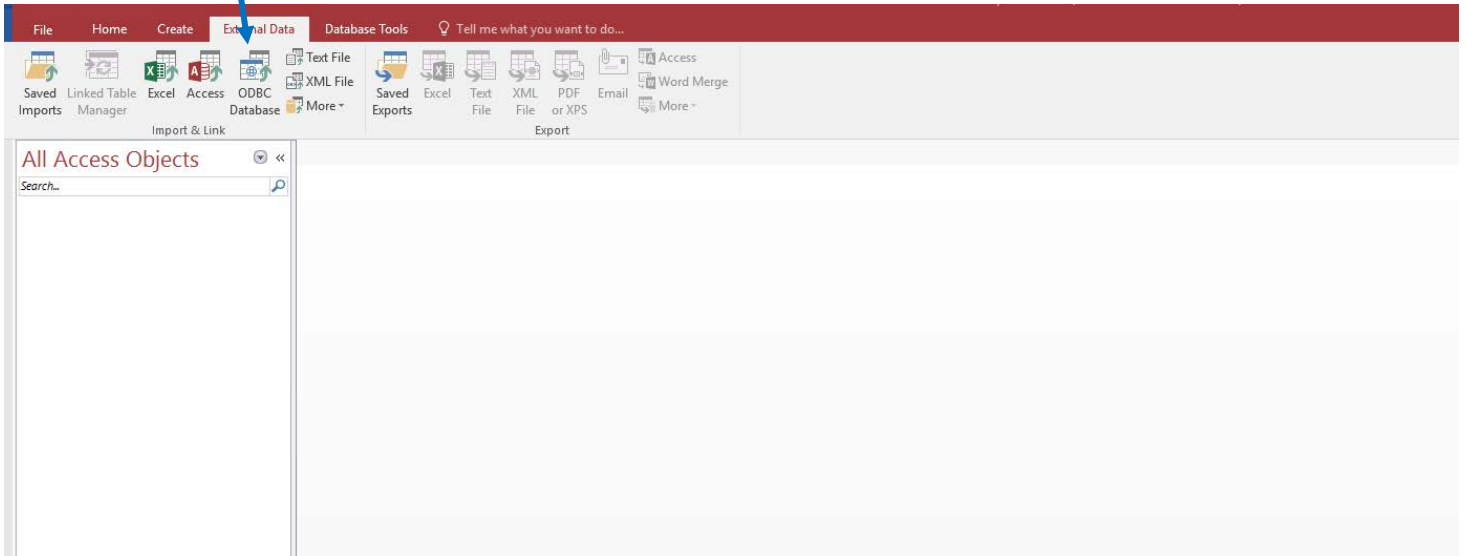 File Home Create External Data Database Tools Tell me what you want to do...
Saved Imports
Linked Table Manager
Excel
Access
ODBC Database
Text File
XML File
More
Import & Link
Saved Exports
Excel
Text File
XML File
PDF or XPS
Email
Access
Word Merge
More
Export
All Access Objects
Search...